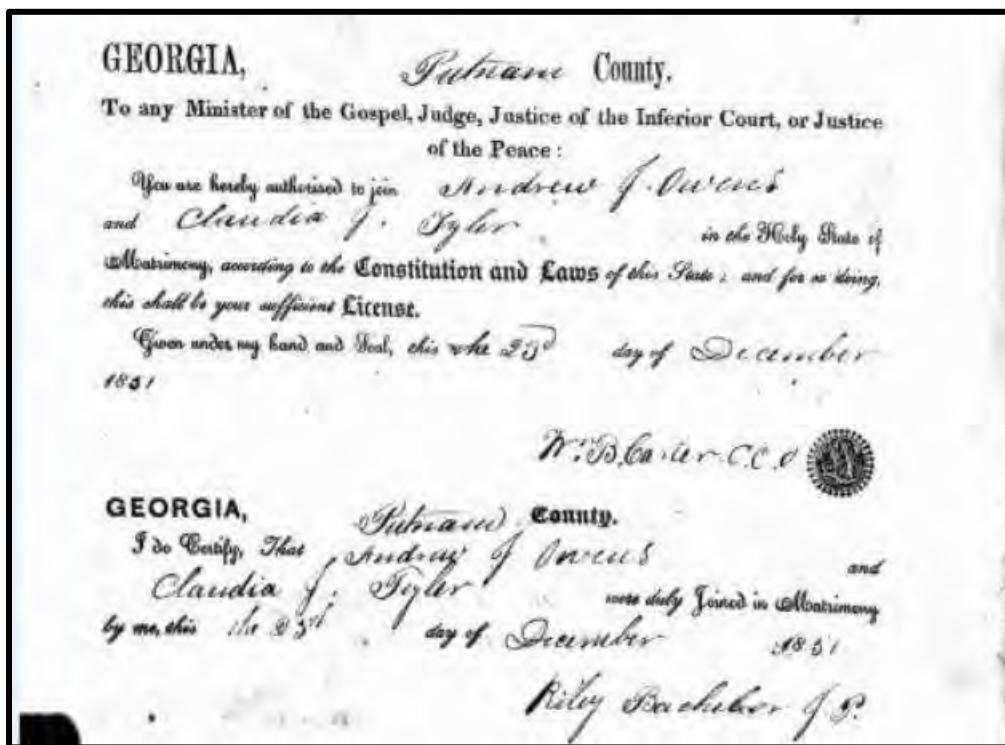 GEORGIA, Putnam County.
To any Minister of the Gospel, Judge, Justice of the Inferior Court, or Justice
of the Peace:
You are hereby authorised to join Andrew J. Owens
and Claudia J. Tyler in the Holy State of
Matrimony, according to the Constitution and Laws of this State; and for so doing,
this shall be your sufficient License.
Given under my hand and Seal, this the 23d day of December
1851
Wm. B. Carter C.C.O
GEORGIA, Putnam County.
I do Certify, That Andrew J Owens and
Claudia J. Tyler were duly Joined in Matrimony
by me, this the 23rd day of December 1851
Riley Bachelor J P.